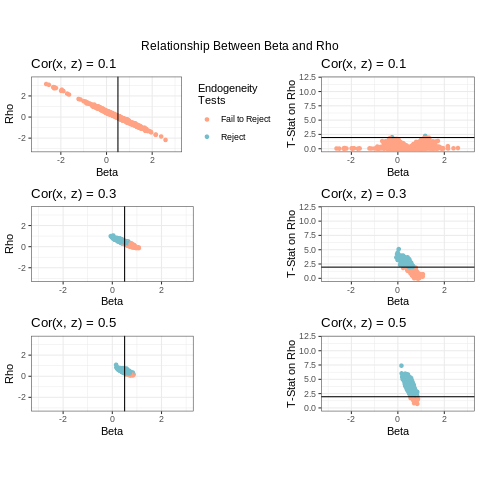 Relationship Between Beta and Rho
Cor(x, z) = 0.1
Rho
2
0
-2
-2 0 2
Beta
Endogeneity
Tests
Fail to Reject
Reject
Cor(x, z) = 0.1
T-Stat on Rho
12.5
10.0
7.5
5.0
2.5
0.0
-2 0 2
Beta
Cor(x, z) = 0.3
Rho
2
0
-2
-2 0 2
Beta
Cor(x, z) = 0.3
T-Stat on Rho
12.5
10.0
7.5
5.0
2.5
0.0
-2 0 2
Beta
Cor(x, z) = 0.5
Rho
2
0
-2
-2 0 2
Beta
Cor(x, z) = 0.5
T-Stat on Rho
12.5
10.0
7.5
5.0
2.5
0.0
-2 0 2
Beta